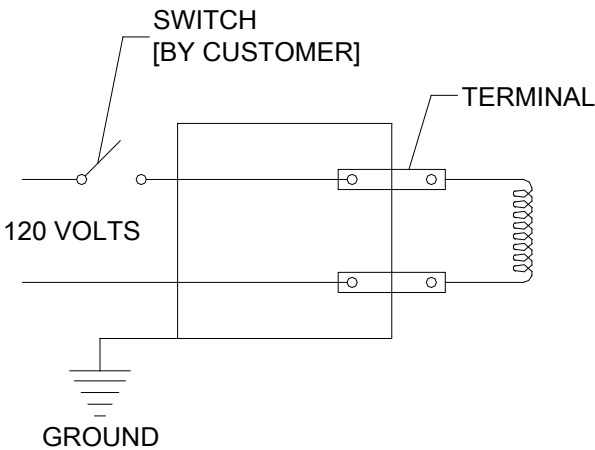 SWITCH
[BY CUSTOMER]
TERMINAL
120 VOLTS
GROUND